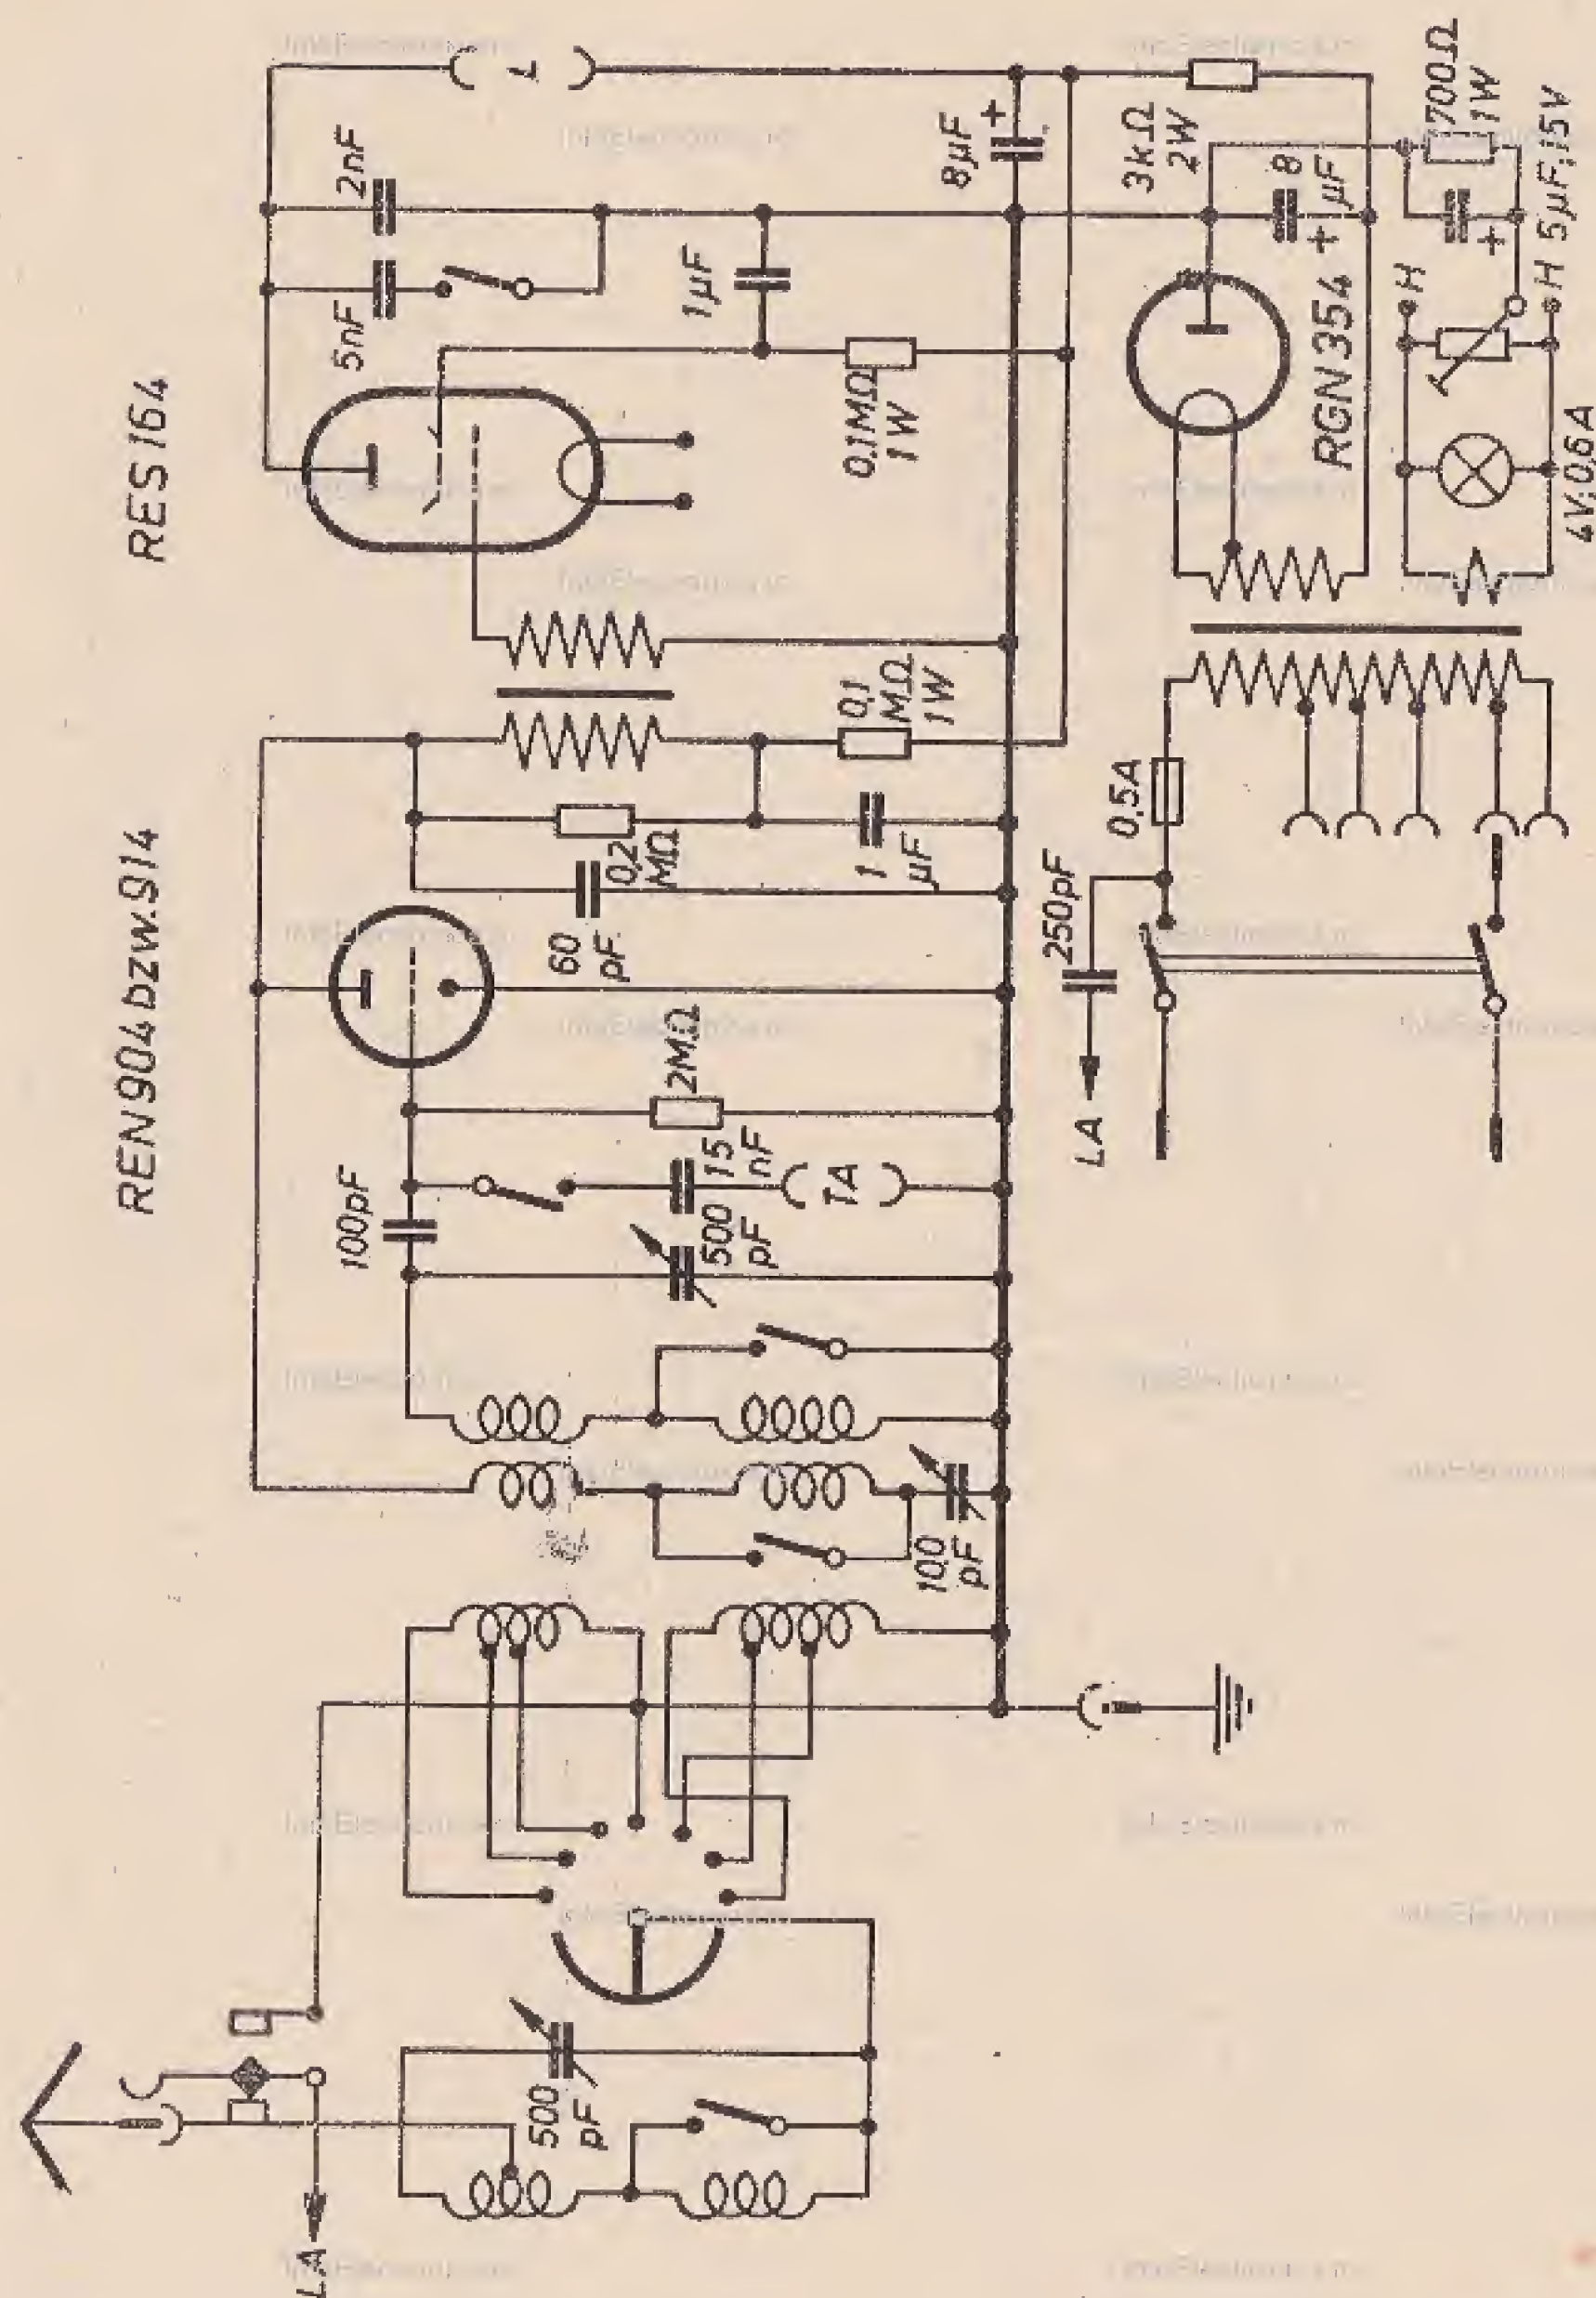 RES 164
REN 904 bzw. 914
L
2nF
5nF
1µF
8µF
+
0,1MΩ
1W
3kΩ
2W
8
µF
+
RGN 354
700Ω
1W
5µF; 15V
+
H
H
4V; 0,6A
0,1
MΩ
1W
0,2
MΩ
1
µF
60
pF
2MΩ
15
nF
TA
100pF
500
pF
100
pF
0,5A
250pF
LA
500
pF
LA